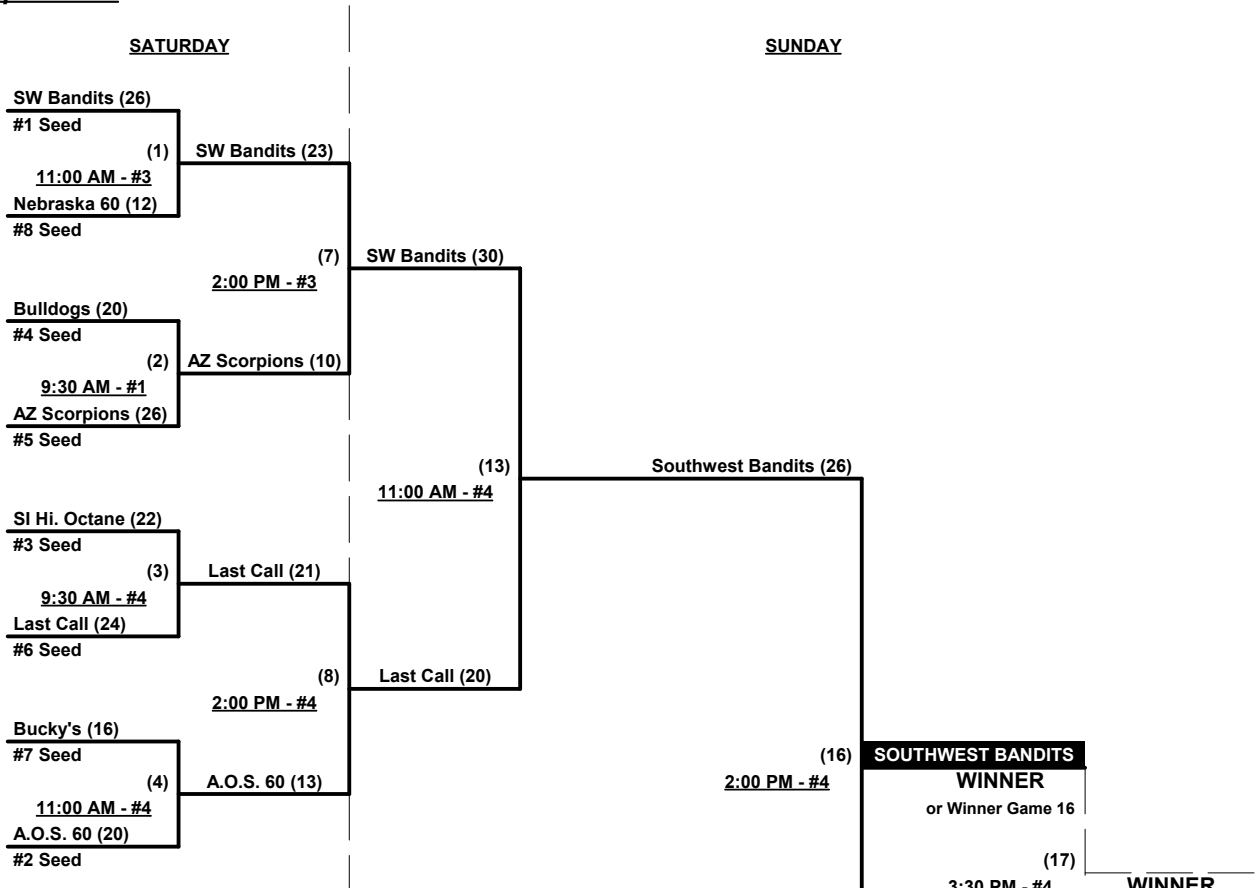 SATURDAY
SUNDAY
SW Bandits (26)
#1 Seed
(1)
SW Bandits (23)
11:00 AM - #3
Nebraska 60 (12)
#8 Seed
(7)
SW Bandits (30)
2:00 PM - #3
Bulldogs (20)
#4 Seed
(2)
AZ Scorpions (10)
9:30 AM - #1
AZ Scorpions (26)
#5 Seed
(13)
Southwest Bandits (26)
11:00 AM - #4
SI Hi. Octane (22)
#3 Seed
(3)
Last Call (21)
9:30 AM - #4
Last Call (24)
#6 Seed
(8)
Last Call (20)
2:00 PM - #4
Bucky's (16)
#7 Seed
(16)
SOUTHWEST BANDITS
(4)
A.O.S. 60 (13)
2:00 PM - #4
WINNER
11:00 AM - #4
or Winner Game 16
A.O.S. 60 (20)
#2 Seed
(17)
3:30 PM - #4
WINNER